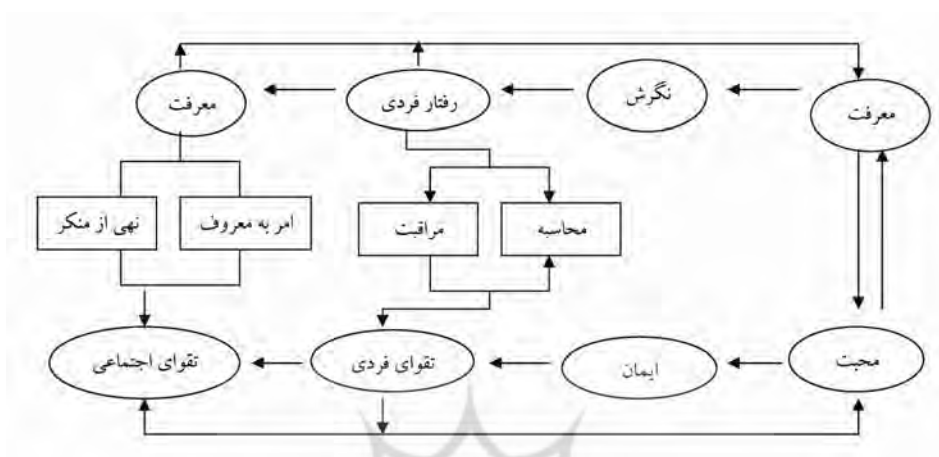 معرفت
نگرش
رفتار فردی
معرفت
محاسبه
مراقبت
امر به معروف
نهی از منکر
محبت
ایمان
تقوای فردی
تقوای اجتماعی